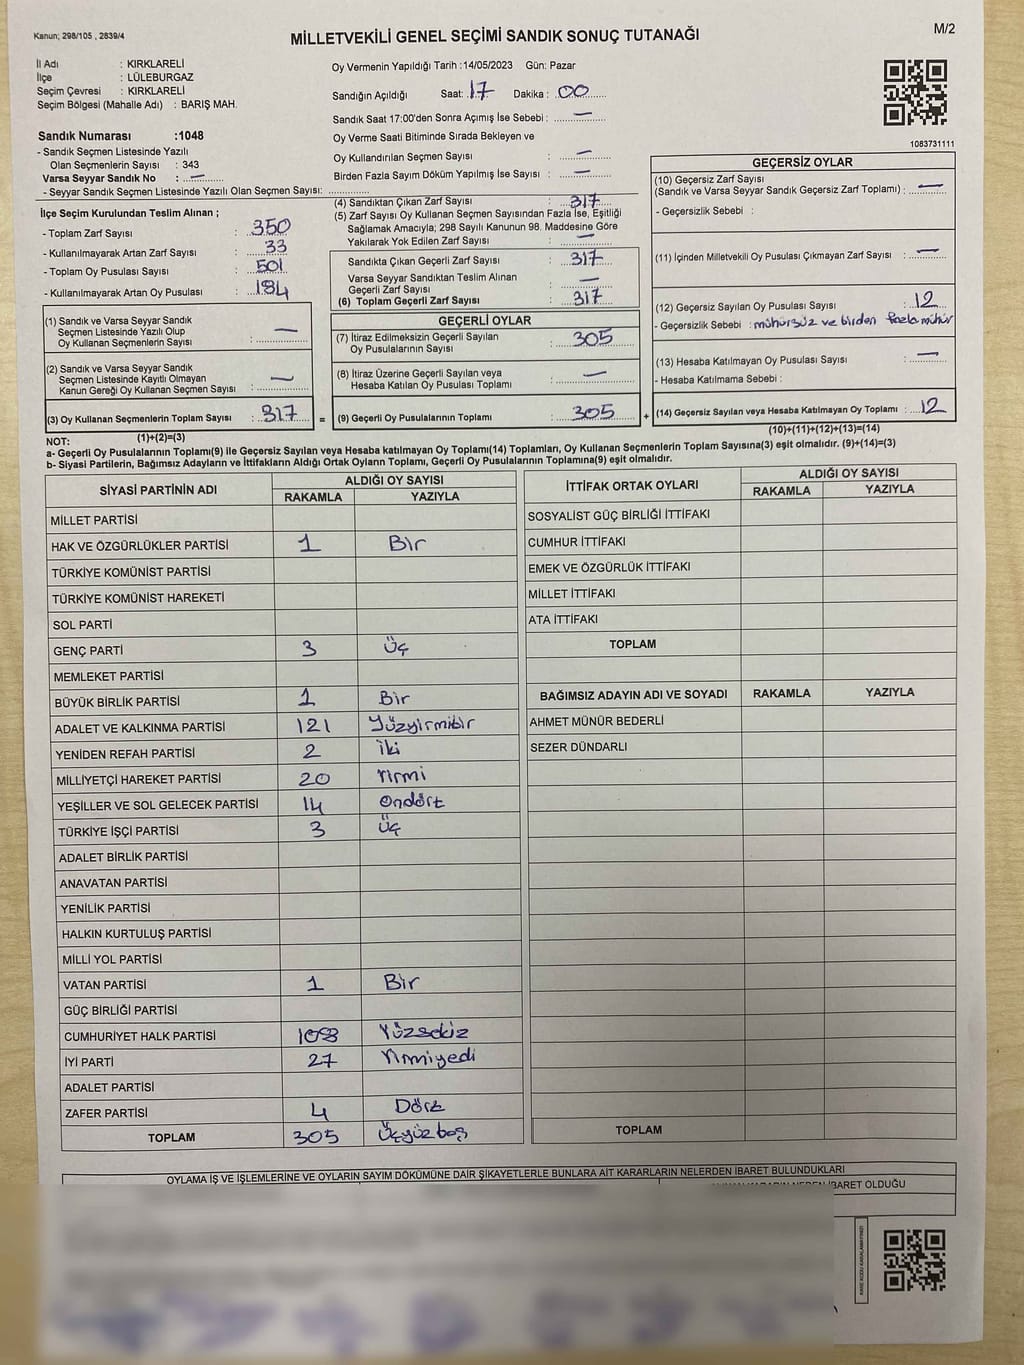 Kanun; 298/105 , 2839/4
MİLLETVEKİLİ GENEL SEÇİMİ SANDIK SONUÇ TUTANAĞI
M/2
İl Adı : KIRKLARELİ
İlçe : LÜLEBURGAZ
Seçim Çevresi : KIRKLARELİ
Seçim Bölgesi (Mahalle Adı) : BARIŞ MAH.
Sandık Numarası :1048
- Sandık Seçmen Listesinde Yazılı
Olan Seçmenlerin Sayısı : 343
Varsa Seyyar Sandık No : —
- Seyyar Sandık Seçmen Listesinde Yazılı Olan Seçmen Sayısı:
Oy Vermenin Yapıldığı Tarih :14/05/2023 Gün: Pazar
Sandığın Açıldığı Saat: 17 Dakika : 00
Sandık Saat 17:00'den Sonra Açımış İse Sebebi : —
Oy Verme Saati Bitiminde Sırada Bekleyen ve
Oy Kullandırılan Seçmen Sayısı : —
Birden Fazla Sayım Döküm Yapılmış İse Sayısı : —
1083731111
İlçe Seçim Kurulundan Teslim Alınan ;
- Toplam Zarf Sayısı : 350
- Kullanılmayarak Artan Zarf Sayısı : 33
- Toplam Oy Pusulası Sayısı : 501
- Kullanılmayarak Artan Oy Pusulası : 184
(1) Sandık ve Varsa Seyyar Sandık
Seçmen Listesinde Yazılı Olup
Oy Kullanan Seçmenlerin Sayısı : —
(2) Sandık ve Varsa Seyyar Sandık
Seçmen Listesinde Kayıtlı Olmayan
Kanun Gereği Oy Kullanan Seçmen Sayısı : —
(3) Oy Kullanan Seçmenlerin Toplam Sayısı : 317 =
(1)+(2)=(3)
(4) Sandıktan Çıkan Zarf Sayısı : 317
(5) Zarf Sayısı Oy Kullanan Seçmen Sayısından Fazla İse, Eşitliği
Sağlamak Amacıyla; 298 Sayılı Kanunun 98. Maddesine Göre
Yakılarak Yok Edilen Zarf Sayısı : —
Sandıkta Çıkan Geçerli Zarf Sayısı : 317
Varsa Seyyar Sandıktan Teslim Alınan
Geçerli Zarf Sayısı : —
(6) Toplam Geçerli Zarf Sayısı : 317
GEÇERLİ OYLAR
(7) İtiraz Edilmeksizin Geçerli Sayılan
Oy Pusulalarının Sayısı : 305
(8) İtiraz Üzerine Geçerli Sayılan veya
Hesaba Katılan Oy Pusulası Toplamı : —
(9) Geçerli Oy Pusulalarının Toplamı : 305 +
GEÇERSİZ OYLAR
(10) Geçersiz Zarf Sayısı
(Sandık ve Varsa Seyyar Sandık Geçersiz Zarf Toplamı) : —
- Geçersizlik Sebebi :
(11) İçinden Milletvekili Oy Pusulası Çıkmayan Zarf Sayısı : —
(12) Geçersiz Sayılan Oy Pusulası Sayısı : 12
- Geçersizlik Sebebi : mühürsüz ve birden fazla mühür
(13) Hesaba Katılmayan Oy Pusulası Sayısı : —
- Hesaba Katılmama Sebebi :
(14) Geçersiz Sayılan veya Hesaba Katılmayan Oy Toplamı : 12
(10)+(11)+(12)+(13)=(14)
NOT:
a- Geçerli Oy Pusulalarının Toplamı(9) ile Geçersiz Sayılan veya Hesaba katılmayan Oy Toplamı(14) Toplamları, Oy Kullanan Seçmenlerin Toplam Sayısına(3) eşit olmalıdır. (9)+(14)=(3)
b- Siyasi Partilerin, Bağımsız Adayların ve İttifakların Aldığı Ortak Oyların Toplamı, Geçerli Oy Pusulalarının Toplamına(9) eşit olmalıdır.
SİYASİ PARTİNİN ADI
ALDIĞI OY SAYISI
RAKAMLA YAZIYLA
MİLLET PARTİSİ
HAK VE ÖZGÜRLÜKLER PARTİSİ 1 Bir
TÜRKİYE KOMÜNİST PARTİSİ
TÜRKİYE KOMÜNİST HAREKETİ
SOL PARTİ
GENÇ PARTİ 3 Üç
MEMLEKET PARTİSİ
BÜYÜK BİRLİK PARTİSİ 1 Bir
ADALET VE KALKINMA PARTİSİ 121 Yüzyirmibir
YENİDEN REFAH PARTİSİ 2 iki
MİLLİYETÇİ HAREKET PARTİSİ 20 Yirmi
YEŞİLLER VE SOL GELECEK PARTİSİ 14 Ondört
TÜRKİYE İŞÇİ PARTİSİ 3 Üç
ADALET BİRLİK PARTİSİ
ANAVATAN PARTİSİ
YENİLİK PARTİSİ
HALKIN KURTULUŞ PARTİSİ
MİLLİ YOL PARTİSİ
VATAN PARTİSİ 1 Bir
GÜÇ BİRLİĞİ PARTİSİ
CUMHURİYET HALK PARTİSİ 108 Yüzsekiz
İYİ PARTİ 27 Yirmiyedi
ADALET PARTİSİ
ZAFER PARTİSİ 4 Dört
TOPLAM 305 Üçyüzbeş
İTTİFAK ORTAK OYLARI
ALDIĞI OY SAYISI
RAKAMLA YAZIYLA
SOSYALİST GÜÇ BİRLİĞİ İTTİFAKI
CUMHUR İTTİFAKI
EMEK VE ÖZGÜRLÜK İTTİFAKI
MİLLET İTTİFAKI
ATA İTTİFAKI
TOPLAM
BAĞIMSIZ ADAYIN ADI VE SOYADI RAKAMLA YAZIYLA
AHMET MÜNÜR BEDERLİ
SEZER DÜNDARLI
TOPLAM
OYLAMA İŞ VE İŞLEMLERİNE VE OYLARIN SAYIM DÖKÜMÜNE DAİR ŞİKAYETLERLE BUNLARA AİT KARARLARIN NELERDEN İBARET BULUNDUKLARI
İBARET OLDUĞU